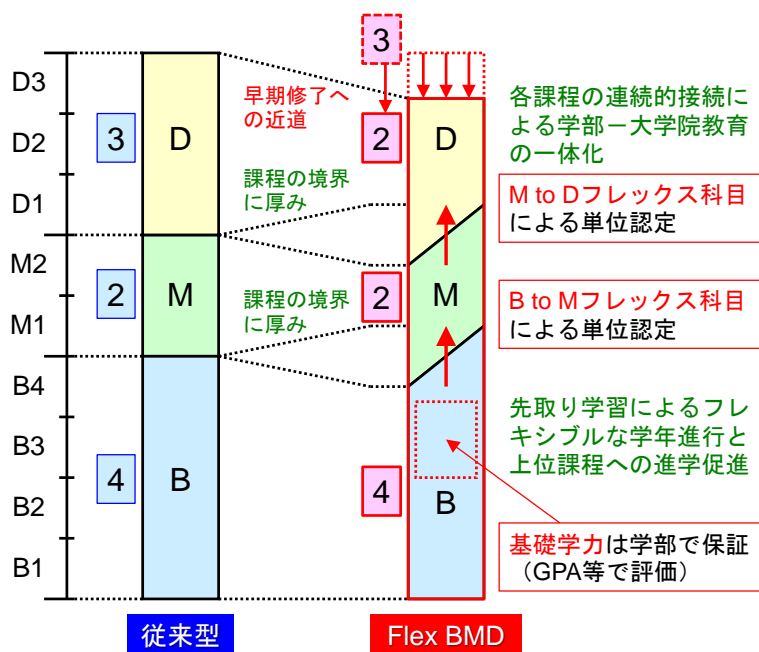 D3
D2
D1
M2
M1
B4
B3
B2
B1
3
2
4
D
M
B
従来型
早期修了へ
の近道
課程の境界
に厚み
課程の境界
に厚み
3
2
2
4
D
M
B
Flex BMD
各課程の連続的接続に
よる学部－大学院教育
の一体化
M to Dフレックス科目
による単位認定
B to Mフレックス科目
による単位認定
先取り学習によるフレ
キシブルな学年進行と
上位課程への進学促進
基礎学力は学部で保証
（GPA等で評価）